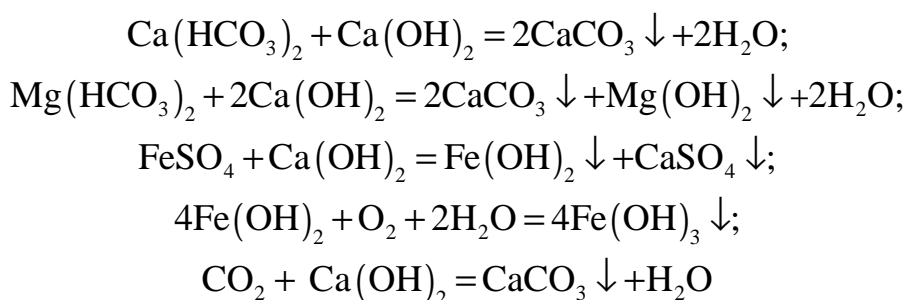 Ca(HCO₃)₂ + Ca(OH)₂ = 2CaCO₃ ↓ +2H₂O;
Mg(HCO₃)₂ + 2Ca(OH)₂ = 2CaCO₃ ↓ +Mg(OH)₂ ↓ +2H₂O;
FeSO₄ + Ca(OH)₂ = Fe(OH)₂ ↓ +CaSO₄ ↓;
4Fe(OH)₂ + O₂ + 2H₂O = 4Fe(OH)₃ ↓;
CO₂ + Ca(OH)₂ = CaCO₃ ↓ +H₂O